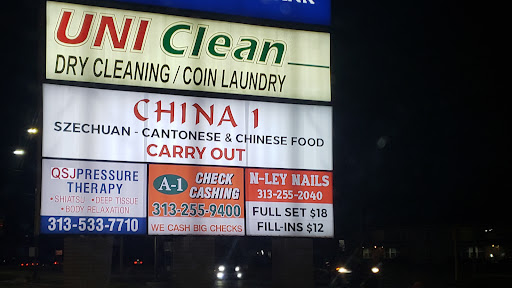 UNI Clean
DRY CLEANING / COIN LAUNDRY
CHINA 1
SZECHUAN - CANTONESE & CHINESE FOOD
CARRY OUT
QSJPRESSURE
THERAPY
• SHIATSU • DEEP TISSUE
• BODY RELAXATION
313-533-7710
A-1 CHECK
CASHING
313-255-9400
WE CASH BIG CHECKS
N-LEY NAILS
313-255-2040
FULL SET $18
FILL-INS $12